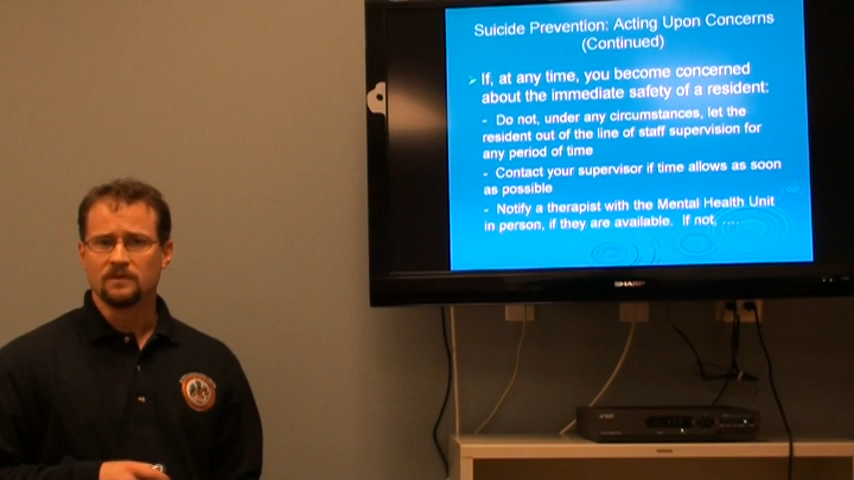 Suicide Prevention: Acting Upon Concerns
(Continued)
If, at any time, you become concerned
about the immediate safety of a resident:
- Do not, under any circumstances, let the
resident out of the line of staff supervision for
any period of time
- Contact your supervisor if time allows as soon
as possible
- Notify a therapist with the Mental Health Unit
in person, if they are available. If not, ....
SHARP